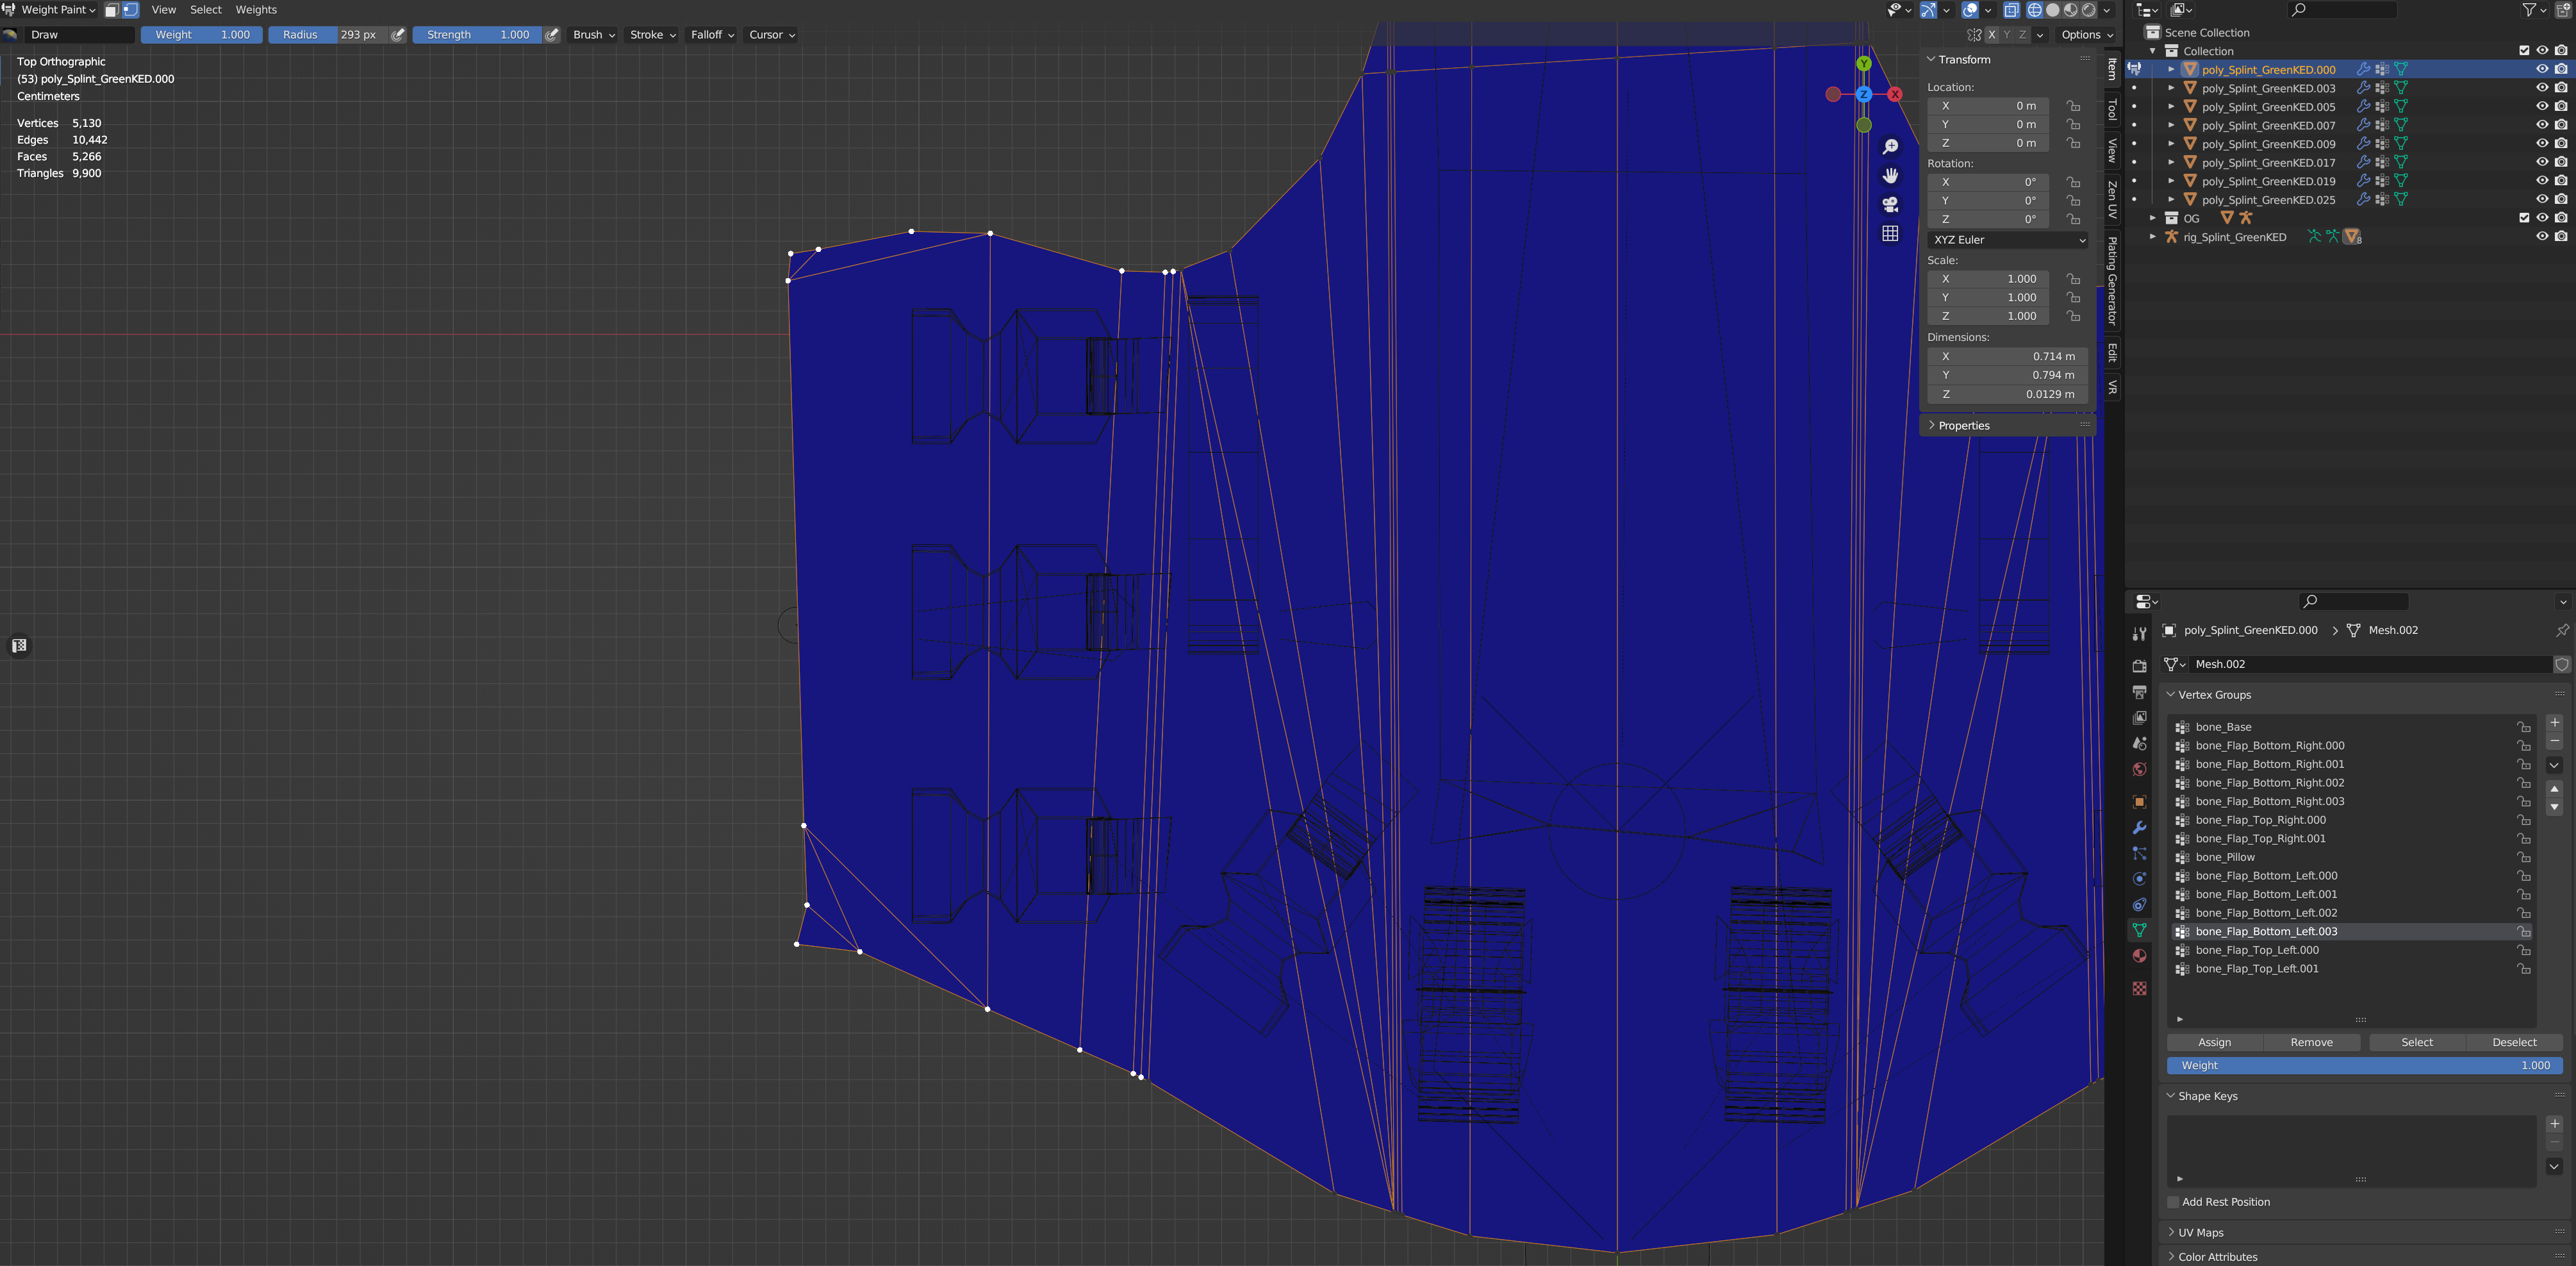 Weight Paint View Select Weights
Draw Weight 1.000 Radius 293 px Strength 1.000 Brush Stroke Falloff Cursor X Y Z Options
Top Orthographic
(53) poly_Splint_GreenKED.000
Centimeters
Vertices 5,130
Edges 10,442
Faces 5,266
Triangles 9,900
Y
Z
X
Transform
Location:
X 0 m
Y 0 m
Z 0 m
Rotation:
X 0°
Y 0°
Z 0°
XYZ Euler
Scale:
X 1.000
Y 1.000
Z 1.000
Dimensions:
X 0.714 m
Y 0.794 m
Z 0.0129 m
Properties
Item
Tool
View
Zen UV
Plating Generator
Edit
VR
Scene Collection
Collection
poly_Splint_GreenKED.000
poly_Splint_GreenKED.003
poly_Splint_GreenKED.005
poly_Splint_GreenKED.007
poly_Splint_GreenKED.009
poly_Splint_GreenKED.017
poly_Splint_GreenKED.019
poly_Splint_GreenKED.025
OG
rig_Splint_GreenKED 8
poly_Splint_GreenKED.000 Mesh.002
Mesh.002
Vertex Groups
bone_Base
bone_Flap_Bottom_Right.000
bone_Flap_Bottom_Right.001
bone_Flap_Bottom_Right.002
bone_Flap_Bottom_Right.003
bone_Flap_Top_Right.000
bone_Flap_Top_Right.001
bone_Pillow
bone_Flap_Bottom_Left.000
bone_Flap_Bottom_Left.001
bone_Flap_Bottom_Left.002
bone_Flap_Bottom_Left.003
bone_Flap_Top_Left.000
bone_Flap_Top_Left.001
Assign Remove Select Deselect
Weight 1.000
Shape Keys
Add Rest Position
UV Maps
Color Attributes